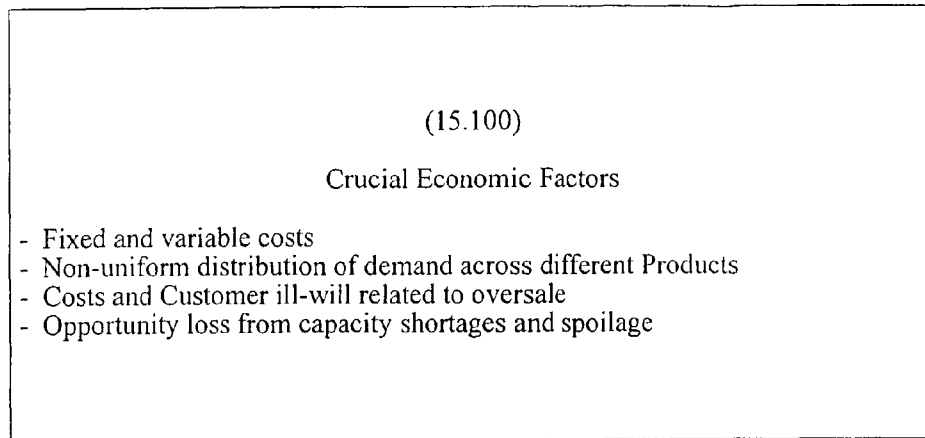 (15.100)
Crucial Economic Factors
- Fixed and variable costs
- Non-uniform distribution of demand across different Products
- Costs and Customer ill-will related to oversale
- Opportunity loss from capacity shortages and spoilage